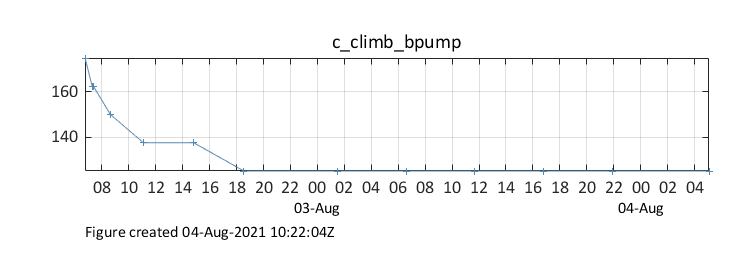 c_climb_bpump
160
140
08 10 12 14 16 18 20 22 00 02 04 06 08 10 12 14 16 18 20 22 00 02 04
03-Aug 04-Aug
Figure created 04-Aug-2021 10:22:04Z